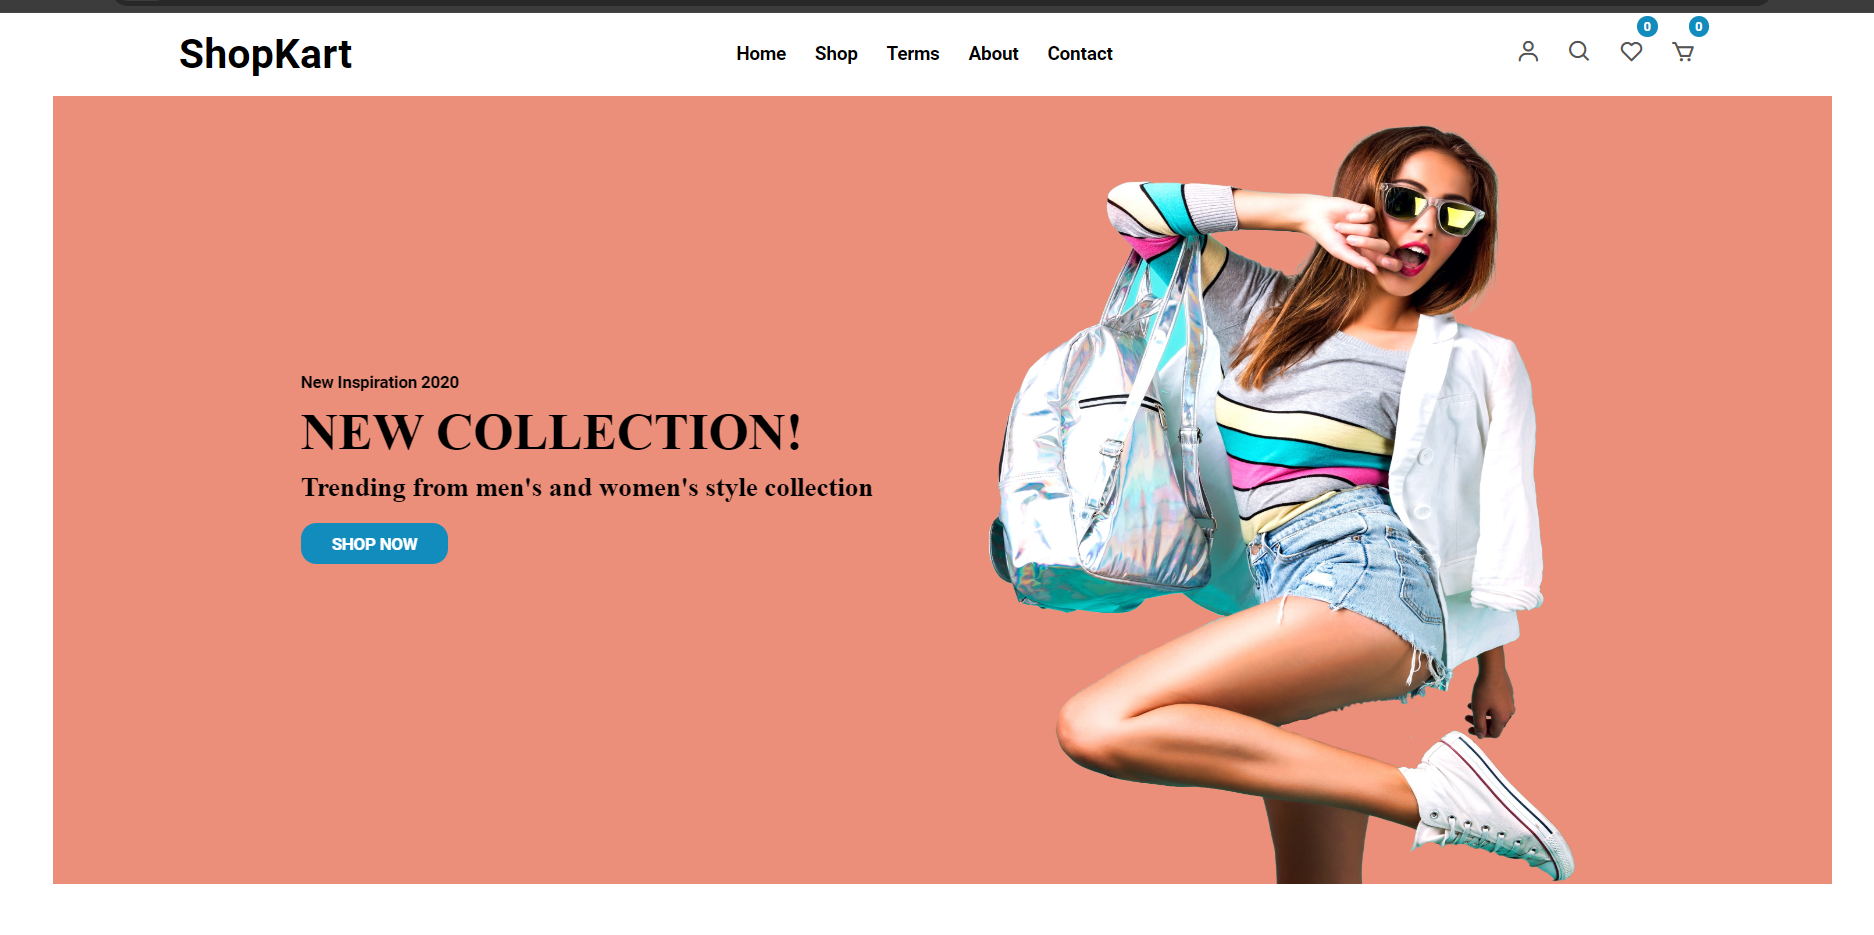 ShopKart
Home Shop Terms About Contact
0 0
New Inspiration 2020
NEW COLLECTION!
Trending from men's and women's style collection
SHOP NOW